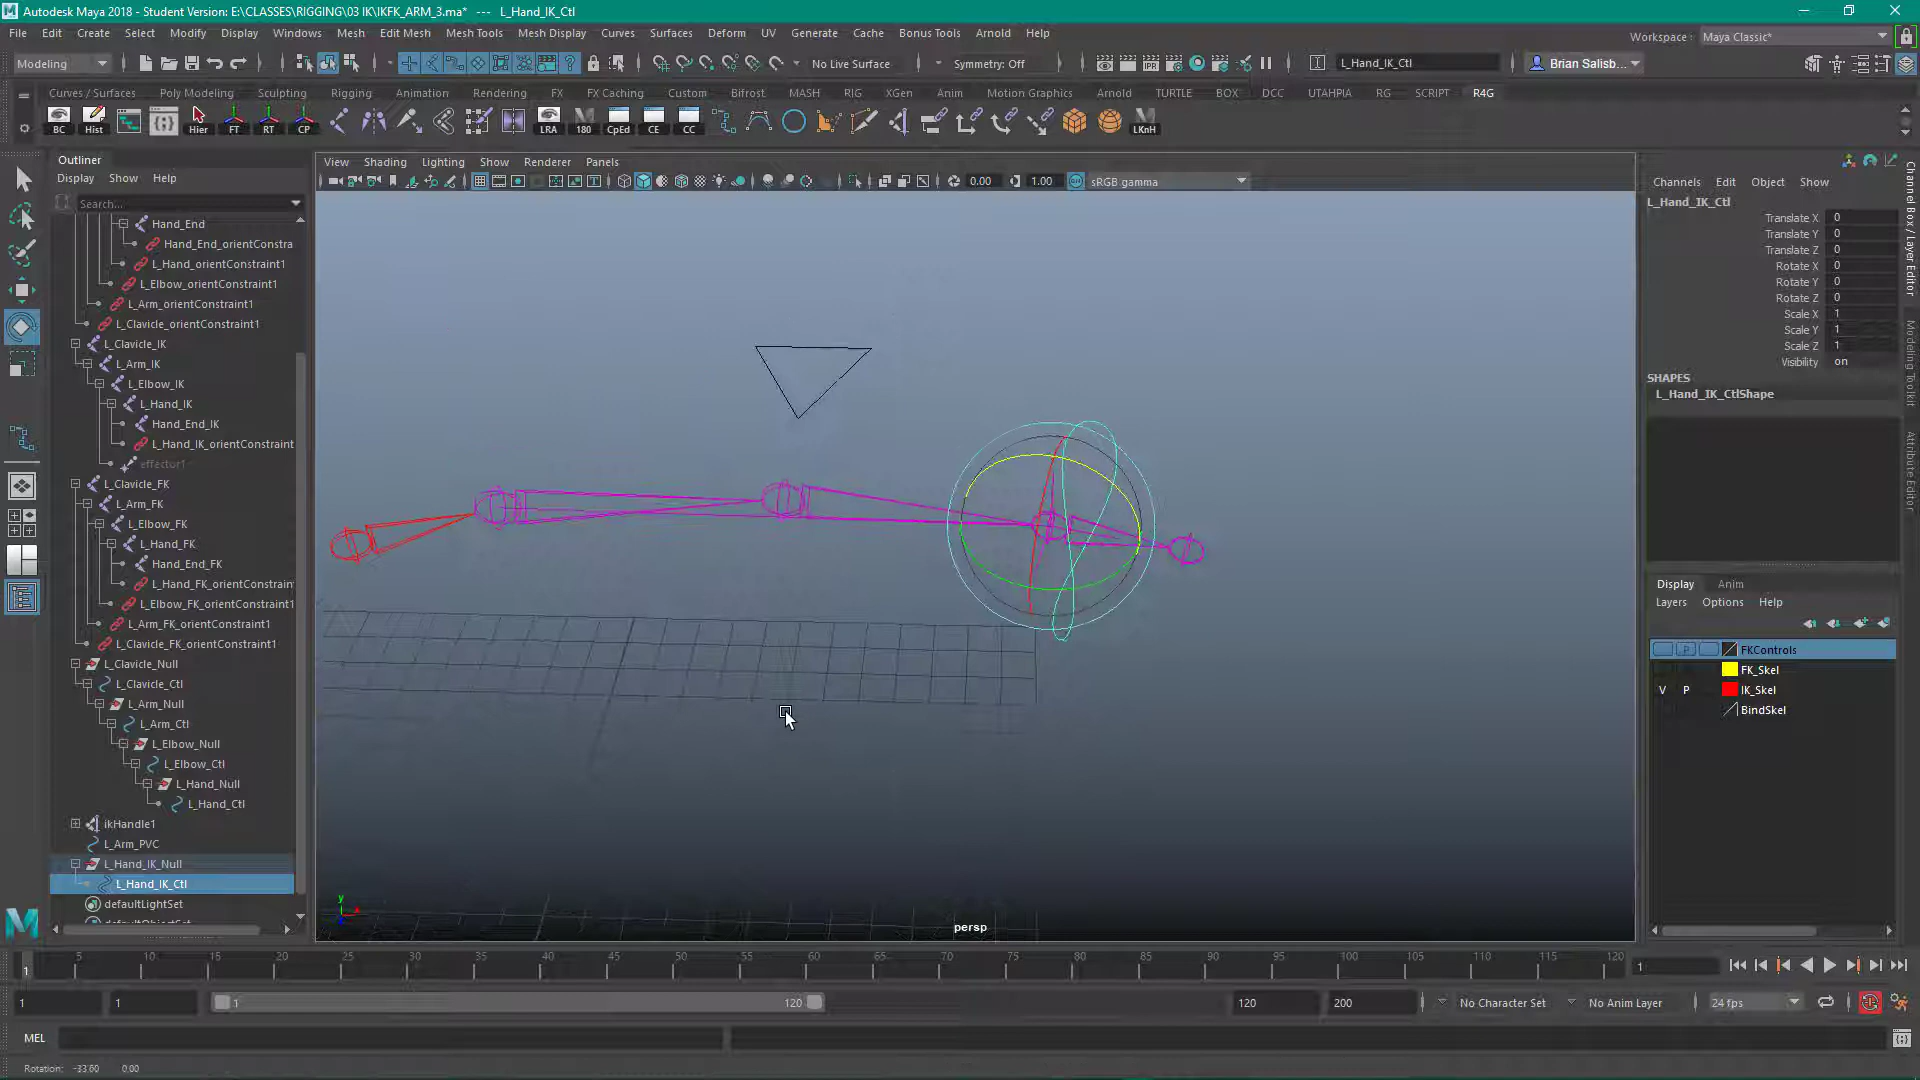 Autodesk Maya 2018 - Student Version: E:\CLASSES\RIGGING\03 IK\IKFK_ARM_3.ma* --- L_Hand_IK_Ctl
File Edit Create Select Modify Display Windows Mesh Edit Mesh Mesh Tools Mesh Display Curves Surfaces Deform UV Generate Cache Bonus Tools Arnold Help
Workspace : Maya Classic*
Modeling No Live Surface Symmetry: Off L_Hand_IK_Ctl Brian Salisb...
Curves / Surfaces Poly Modeling Sculpting Rigging Animation Rendering FX FX Caching Custom Bifrost MASH RIG XGen Anim Motion Graphics Arnold TURTLE BOX DCC UTAHPIA RG SCRIPT R4G
BC Hist Hier FT RT CP LRA 180 CpEd CE CC LKnH
Outliner
Display Show Help
Search...
Hand_End
Hand_End_orientConstra
L_Hand_orientConstraint1
L_Elbow_orientConstraint1
L_Arm_orientConstraint1
L_Clavicle_orientConstraint1
L_Clavicle_IK
L_Arm_IK
L_Elbow_IK
L_Hand_IK
Hand_End_IK
L_Hand_IK_orientConstraint
effector1
L_Clavicle_FK
L_Arm_FK
L_Elbow_FK
L_Hand_FK
Hand_End_FK
L_Hand_FK_orientConstrain
L_Elbow_FK_orientConstraint1
L_Arm_FK_orientConstraint1
L_Clavicle_FK_orientConstraint1
L_Clavicle_Null
L_Clavicle_Ctl
L_Arm_Null
L_Arm_Ctl
L_Elbow_Null
L_Elbow_Ctl
L_Hand_Null
L_Hand_Ctl
ikHandle1
L_Arm_PVC
L_Hand_IK_Null
L_Hand_IK_Ctl
defaultLightSet
View Shading Lighting Show Renderer Panels
0.00 1.00 sRGB gamma
y
persp
Channels Edit Object Show
L_Hand_IK_Ctl
Translate X 0
Translate Y 0
Translate Z 0
Rotate X 0
Rotate Y 0
Rotate Z 0
Scale X 1
Scale Y 1
Scale Z 1
Visibility on
SHAPES
L_Hand_IK_CtlShape
Display Anim
Layers Options Help
P FKControls
FK_Skel
V P IK_Skel
BindSkel
Channel Box / Layer Editor
Modeling Toolkit
Attribute Editor
5 10 15 20 25 30 35 40 45 50 55 60 65 70 75 80 85 90 95 100 105 110 115 120
1 1
1 1 1 120 120 200 No Character Set No Anim Layer 24 fps
MEL
Rotation: -33.60 0.00